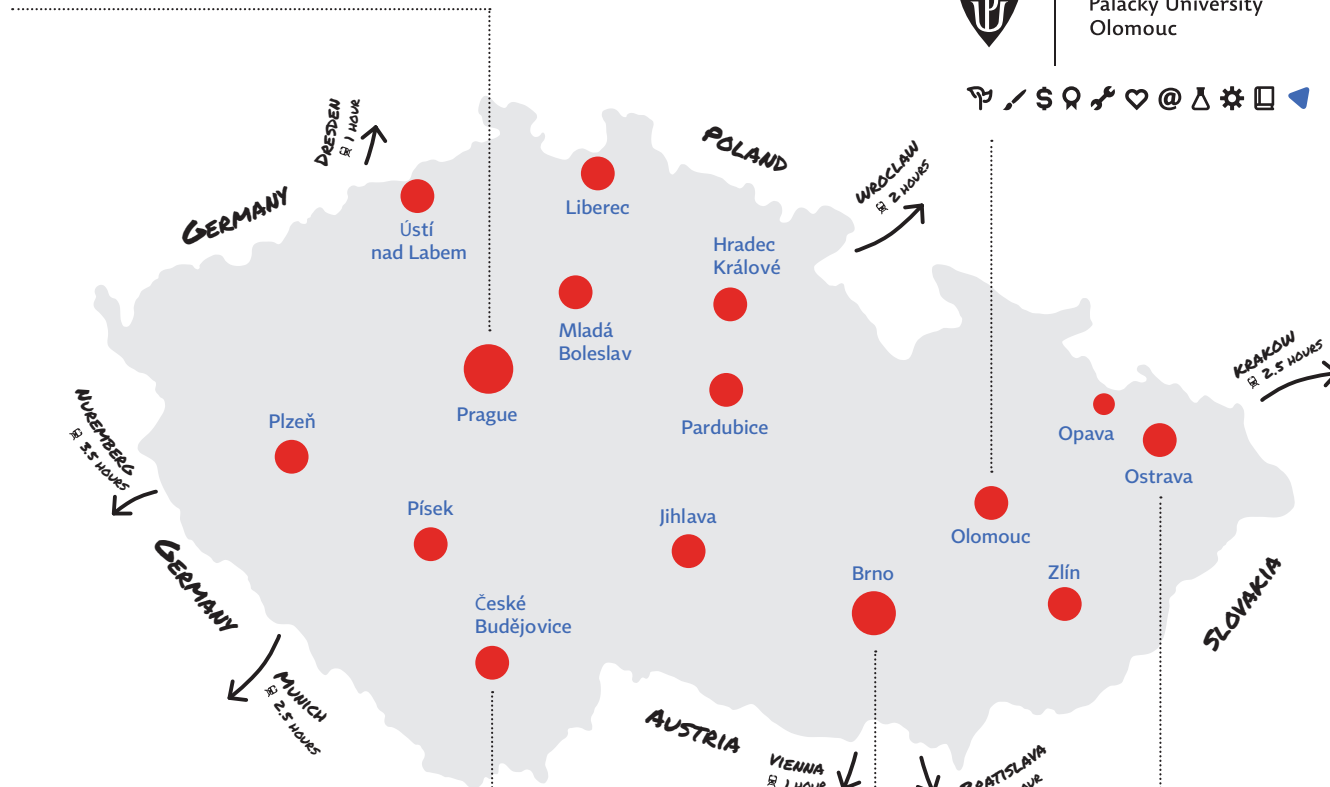 Palacký University
Olomouc
$
@
DRESDEN
1 HOUR
GERMANY
POLAND
WROCLAW
2 HOURS
Ústí
nad Labem
Liberec
Hradec
Králové
Mladá
Boleslav
Prague
Pardubice
KRAKOW
2.5 HOURS
NUREMBERG
3.5 HOURS
Plzeň
Opava
Ostrava
Písek
Jihlava
Olomouc
GERMANY
Brno
Zlín
SLOVAKIA
České
Budějovice
MUNICH
2.5 HOURS
AUSTRIA
VIENNA
1 HOUR
BRATISLAVA